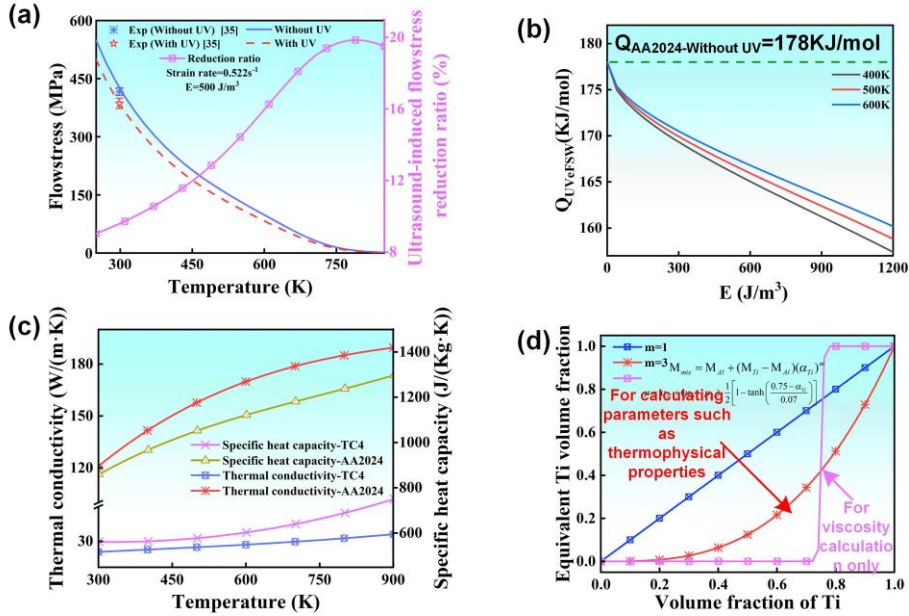 (a)
600
450
300
150
0
Flowstress (MPa)
Exp (Without UV) [35]
Without UV
Exp (With UV) [35]
With UV
Reduction ratio
Strain rate=0.522s⁻¹
E=500 J/m³
20
16
12
8
Ultrasound-induced flowstress
reduction ratio (%)
300 450 600 750
Temperature (K)
(b)
180
175
170
165
160
Q_UVeFSW(KJ/mol)
Q_AA2024-Without UV=178KJ/mol
400K
500K
600K
0 300 600 900 1200
E (J/m³)
(c)
180
150
120
30
Thermal conductivity (W/(m·K)
Specific heat capacity-TC4
Specific heat capacity-AA2024
Thermal conductivity-TC4
Thermal conductivity-AA2024
1400
1200
1000
800
600
Specific heat capacity (J/(Kg·K))
300 450 600 750 900
Temperature (K)
(d)
1.0
0.8
0.6
0.4
0.2
0.0
Equivalent Ti volume fraction
m=1
m=3
M_mix = M_Al + (M_Ti − M_Al)(α_Ti)^m
1/2[1−tanh((0.75−α_Ti)/0.07)]
For calculating
parameters such
as
thermophysical
properties
For
viscosity
calculatio
n only
0.0 0.2 0.4 0.6 0.8 1.0
Volume fraction of Ti